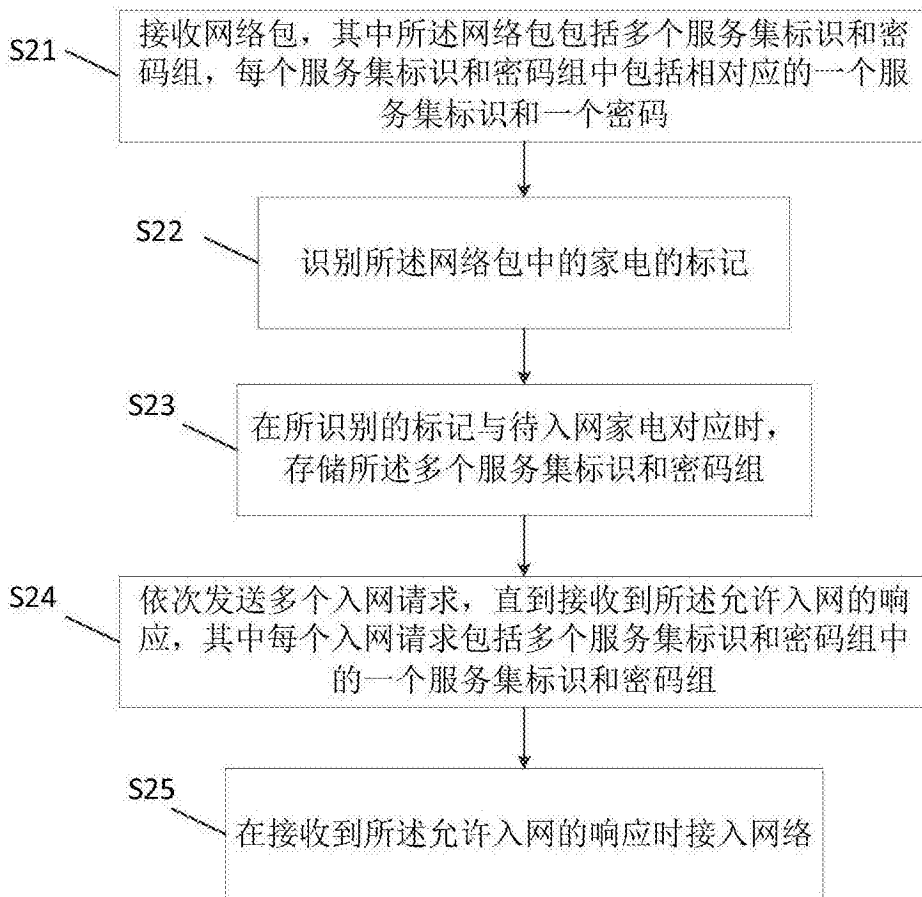 S21
接收网络包，其中所述网络包包括多个服务集标识和密
码组，每个服务集标识和密码组中包括相对应的一个服
务集标识和一个密码
S22
识别所述网络包中的家电的标记
S23
在所识别的标记与待入网家电对应时，
存储所述多个服务集标识和密码组
S24
依次发送多个入网请求，直到接收到所述允许入网的响
应，其中每个入网请求包括多个服务集标识和密码组中
的一个服务集标识和密码组
S25
在接收到所述允许入网的响应时接入网络